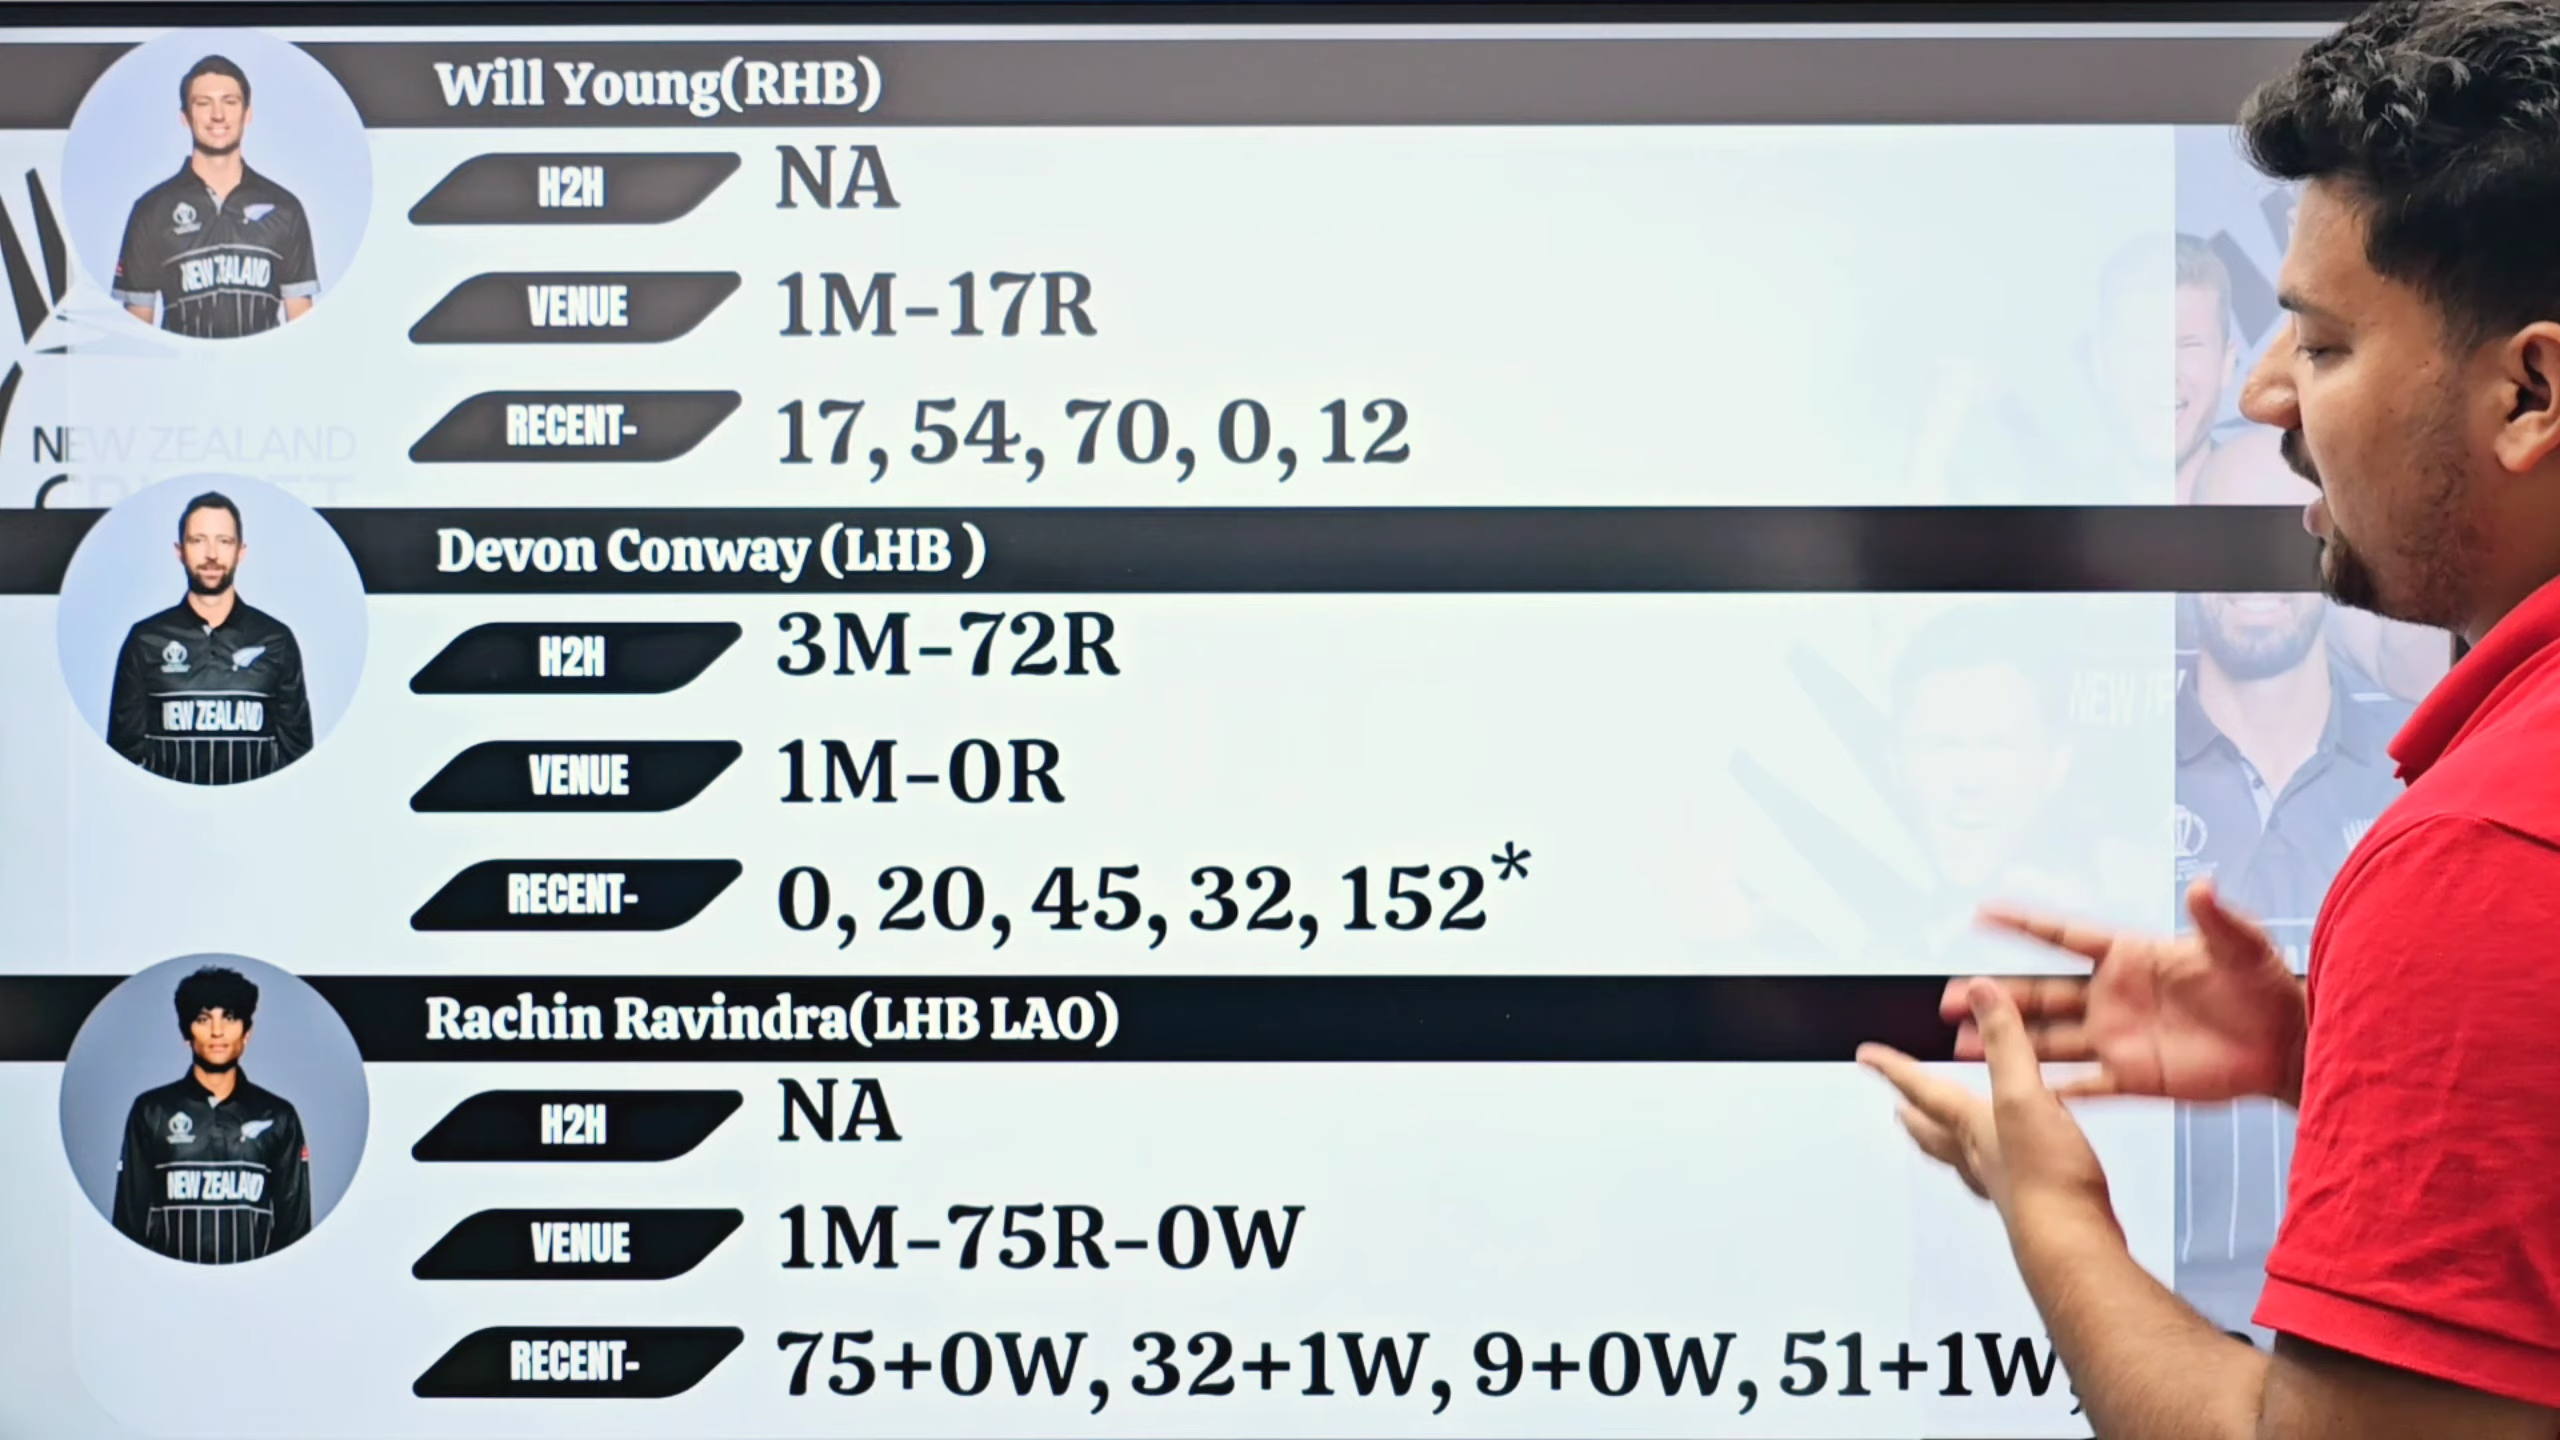 Will Young(RHB)
H2H NA
VENUE 1M-17R
RECENT- 17, 54, 70, 0, 12
NEW ZEALAND
NEW ZEALAND
Devon Conway (LHB )
H2H 3M-72R
VENUE 1M-0R
RECENT- 0, 20, 45, 32, 152*
NEW ZEALAND
Rachin Ravindra(LHB LAO)
H2H NA
VENUE 1M-75R-0W
RECENT- 75+0W, 32+1W, 9+0W, 51+1W,
NEW ZEALAND